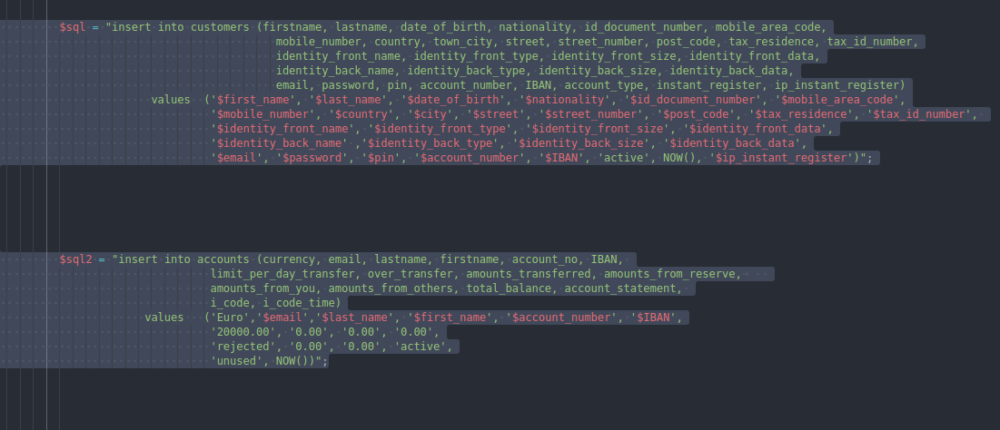 $sql = "insert into customers (firstname, lastname, date_of_birth, nationality, id_document_number, mobile_area_code,
mobile_number, country, town_city, street, street_number, post_code, tax_residence, tax_id_number,
identity_front_name, identity_front_type, identity_front_size, identity_front_data,
identity_back_name, identity_back_type, identity_back_size, identity_back_data,
email, password, pin, account_number, IBAN, account_type, instant_register, ip_instant_register)
values ('$first_name', '$last_name', '$date_of_birth', '$nationality', '$id_document_number', '$mobile_area_code',
'$mobile_number', '$country', '$city', '$street', '$street_number', '$post_code', '$tax_residence', '$tax_id_number',
'$identity_front_name', '$identity_front_type', '$identity_front_size', '$identity_front_data',
'$identity_back_name' ,'$identity_back_type', '$identity_back_size', '$identity_back_data',
'$email', '$password', '$pin', '$account_number', '$IBAN', 'active', NOW(), '$ip_instant_register')";
$sql2 = "insert into accounts (currency, email, lastname, firstname, account_no, IBAN,
limit_per_day_transfer, over_transfer, amounts_transferred, amounts_from_reserve,
amounts_from_you, amounts_from_others, total_balance, account_statement,
i_code, i_code_time)
values ('Euro','$email','$last_name', '$first_name', '$account_number', '$IBAN',
'20000.00', '0.00', '0.00', '0.00',
'rejected', '0.00', '0.00', 'active',
'unused', NOW())";